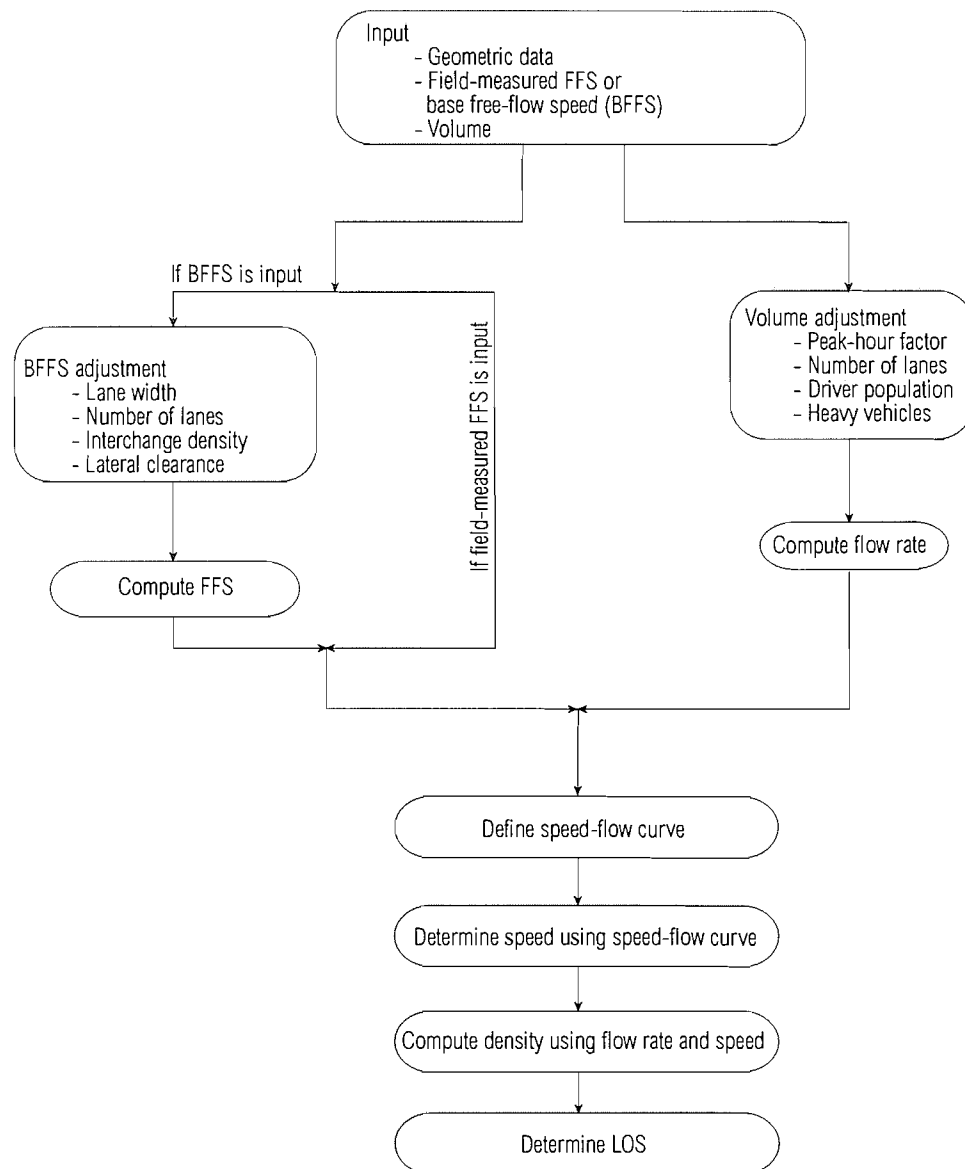 Input
- Geometric data
- Field-measured FFS or
base free-flow speed (BFFS)
- Volume
If BFFS is input
BFFS adjustment
- Lane width
- Number of lanes
- Interchange density
- Lateral clearance
If field-measured FFS is input
Volume adjustment
- Peak-hour factor
- Number of lanes
- Driver population
- Heavy vehicles
Compute FFS
Compute flow rate
Define speed-flow curve
Determine speed using speed-flow curve
Compute density using flow rate and speed
Determine LOS